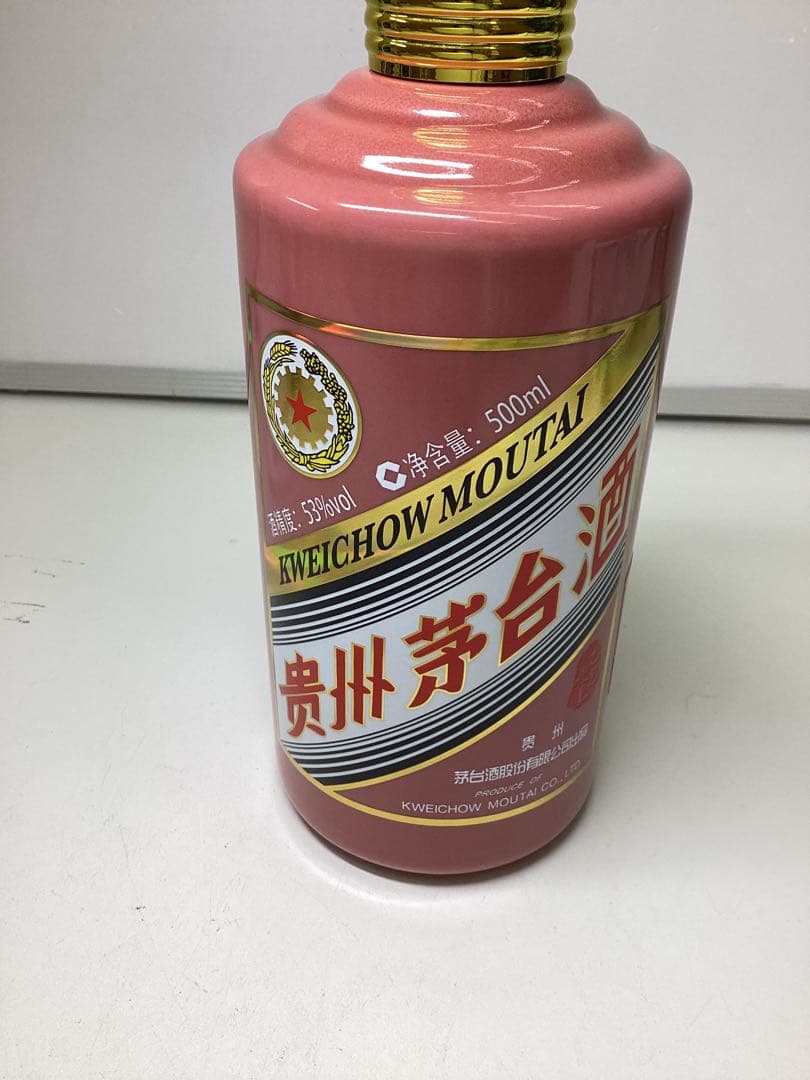 净含量：500ml
酒精度：53%vol
KWEICHOW MOUTAI
贵州茅台酒
贵 州
茅台酒股份有限公司出品
PRODUCE OF
KWEICHOW MOUTAI CO., LTD.